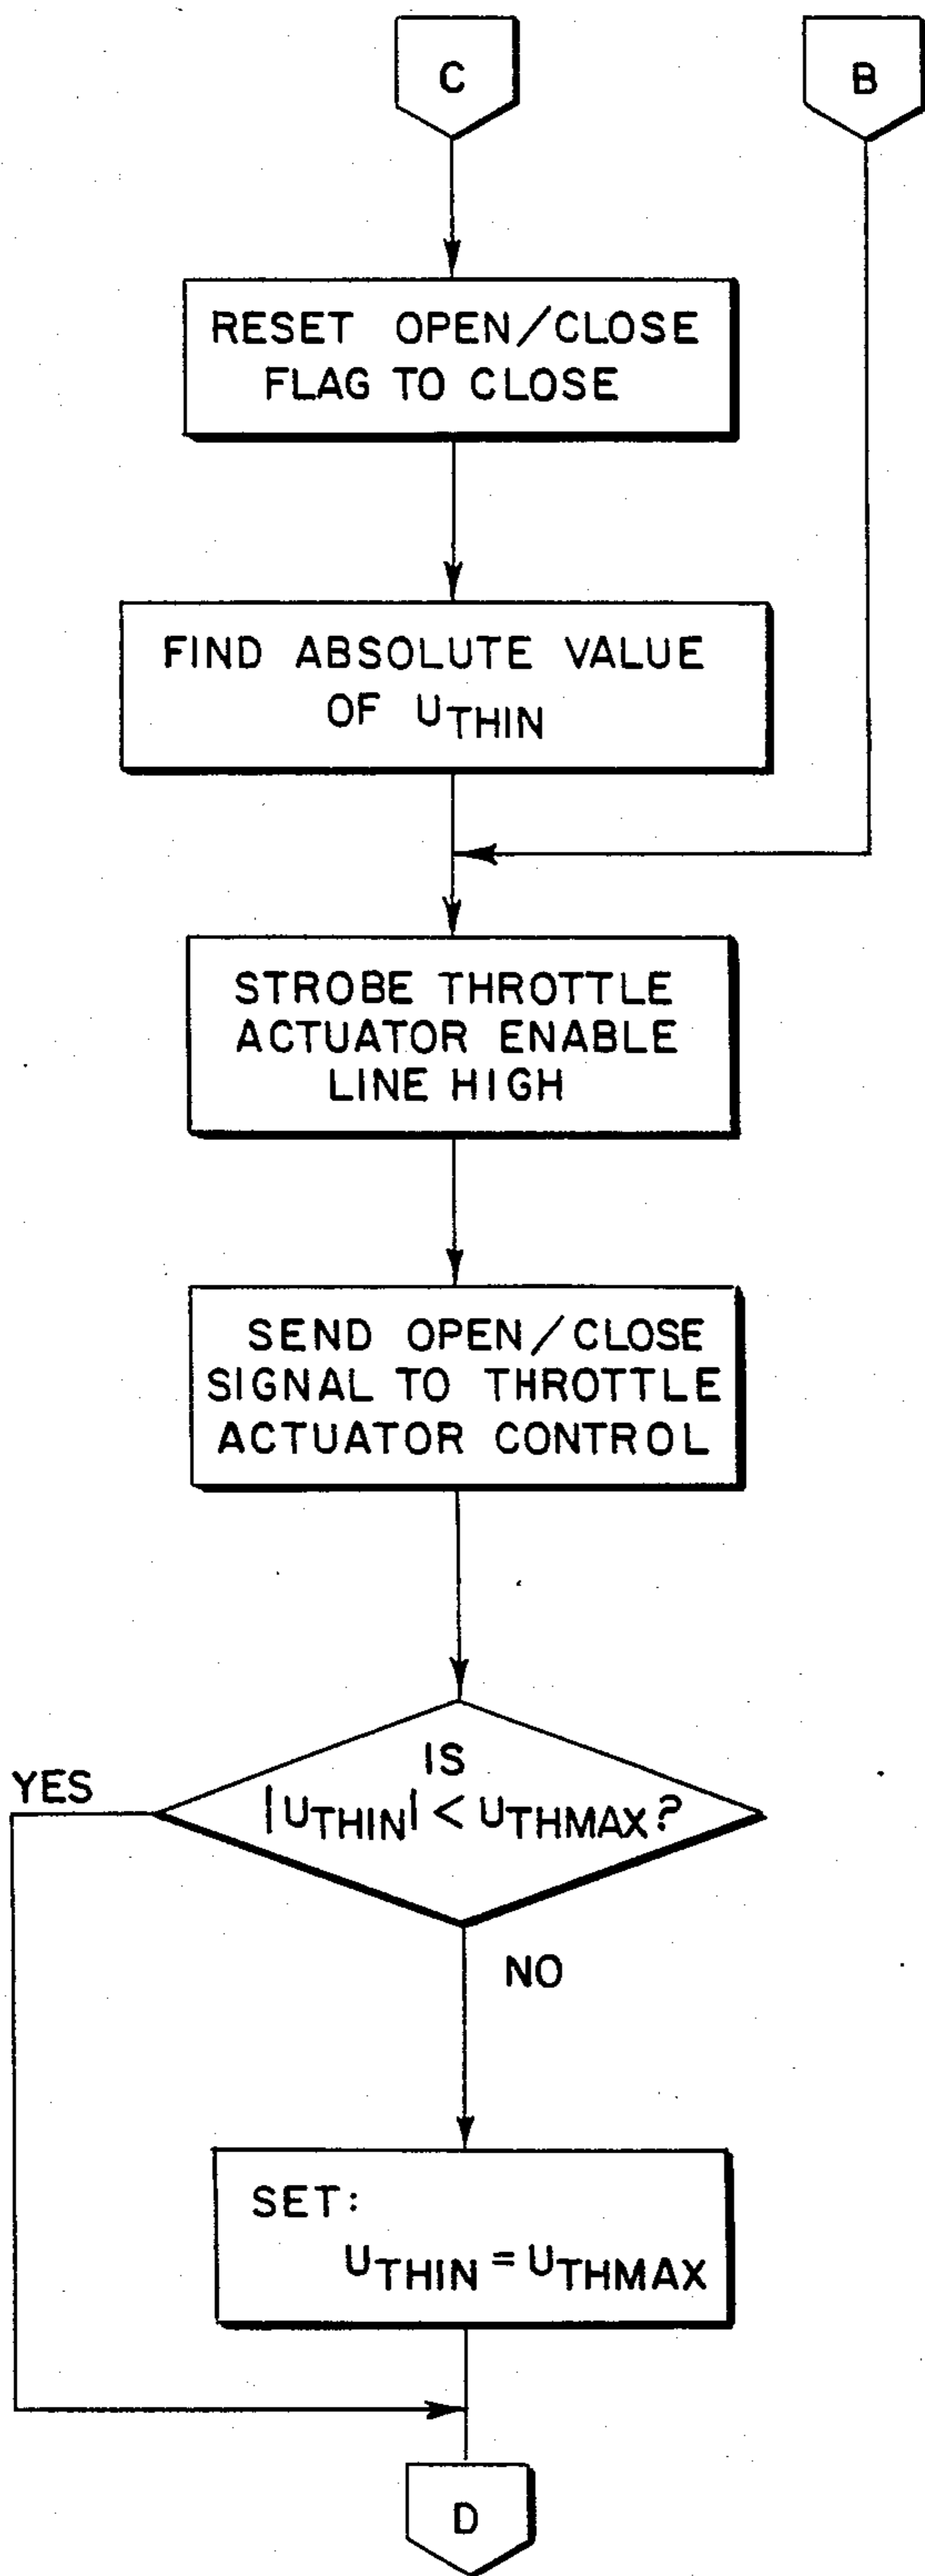 C
B
RESET OPEN/CLOSE
FLAG TO CLOSE
FIND ABSOLUTE VALUE
OF UTHIN
STROBE THROTTLE
ACTUATOR ENABLE
LINE HIGH
SEND OPEN/CLOSE
SIGNAL TO THROTTLE
ACTUATOR CONTROL
IS
YES
|UTHIN| < UTHMAX?
NO
SET:
UTHIN = UTHMAX
D